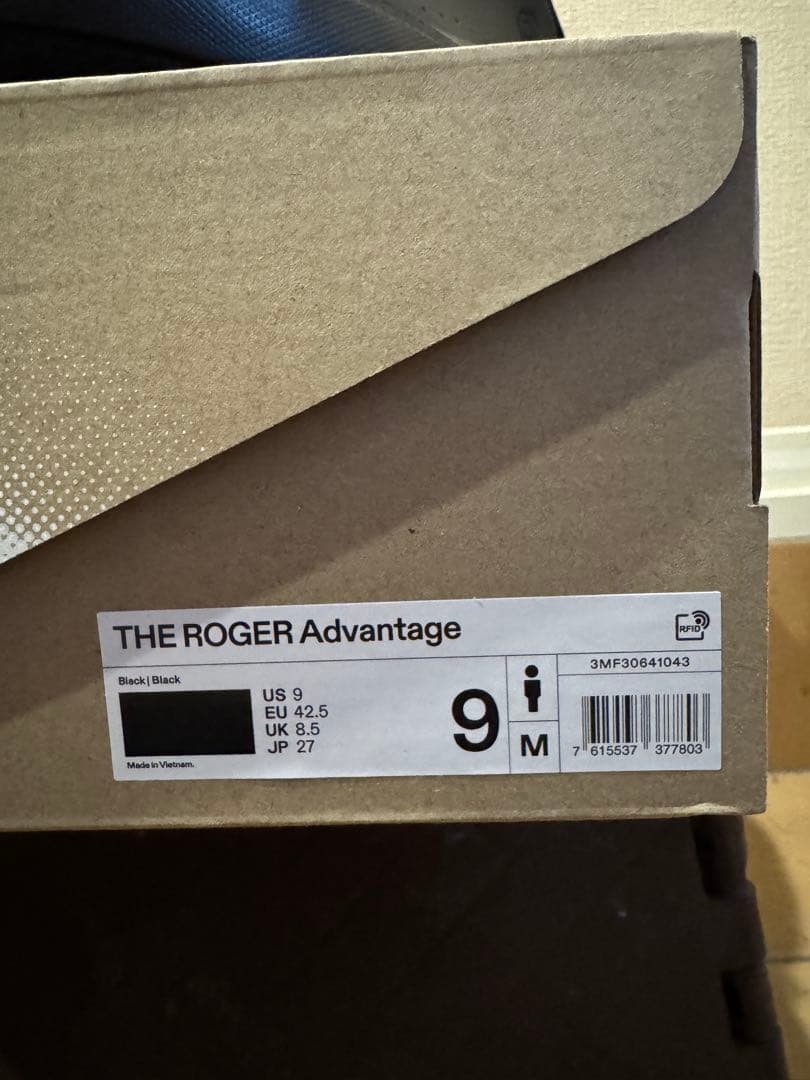 THE ROGER Advantage
RFID
Black | Black
US 9
EU 42.5
UK 8.5
JP 27
Made in Vietnam.
9
M
3MF30641043
7 615537 377803